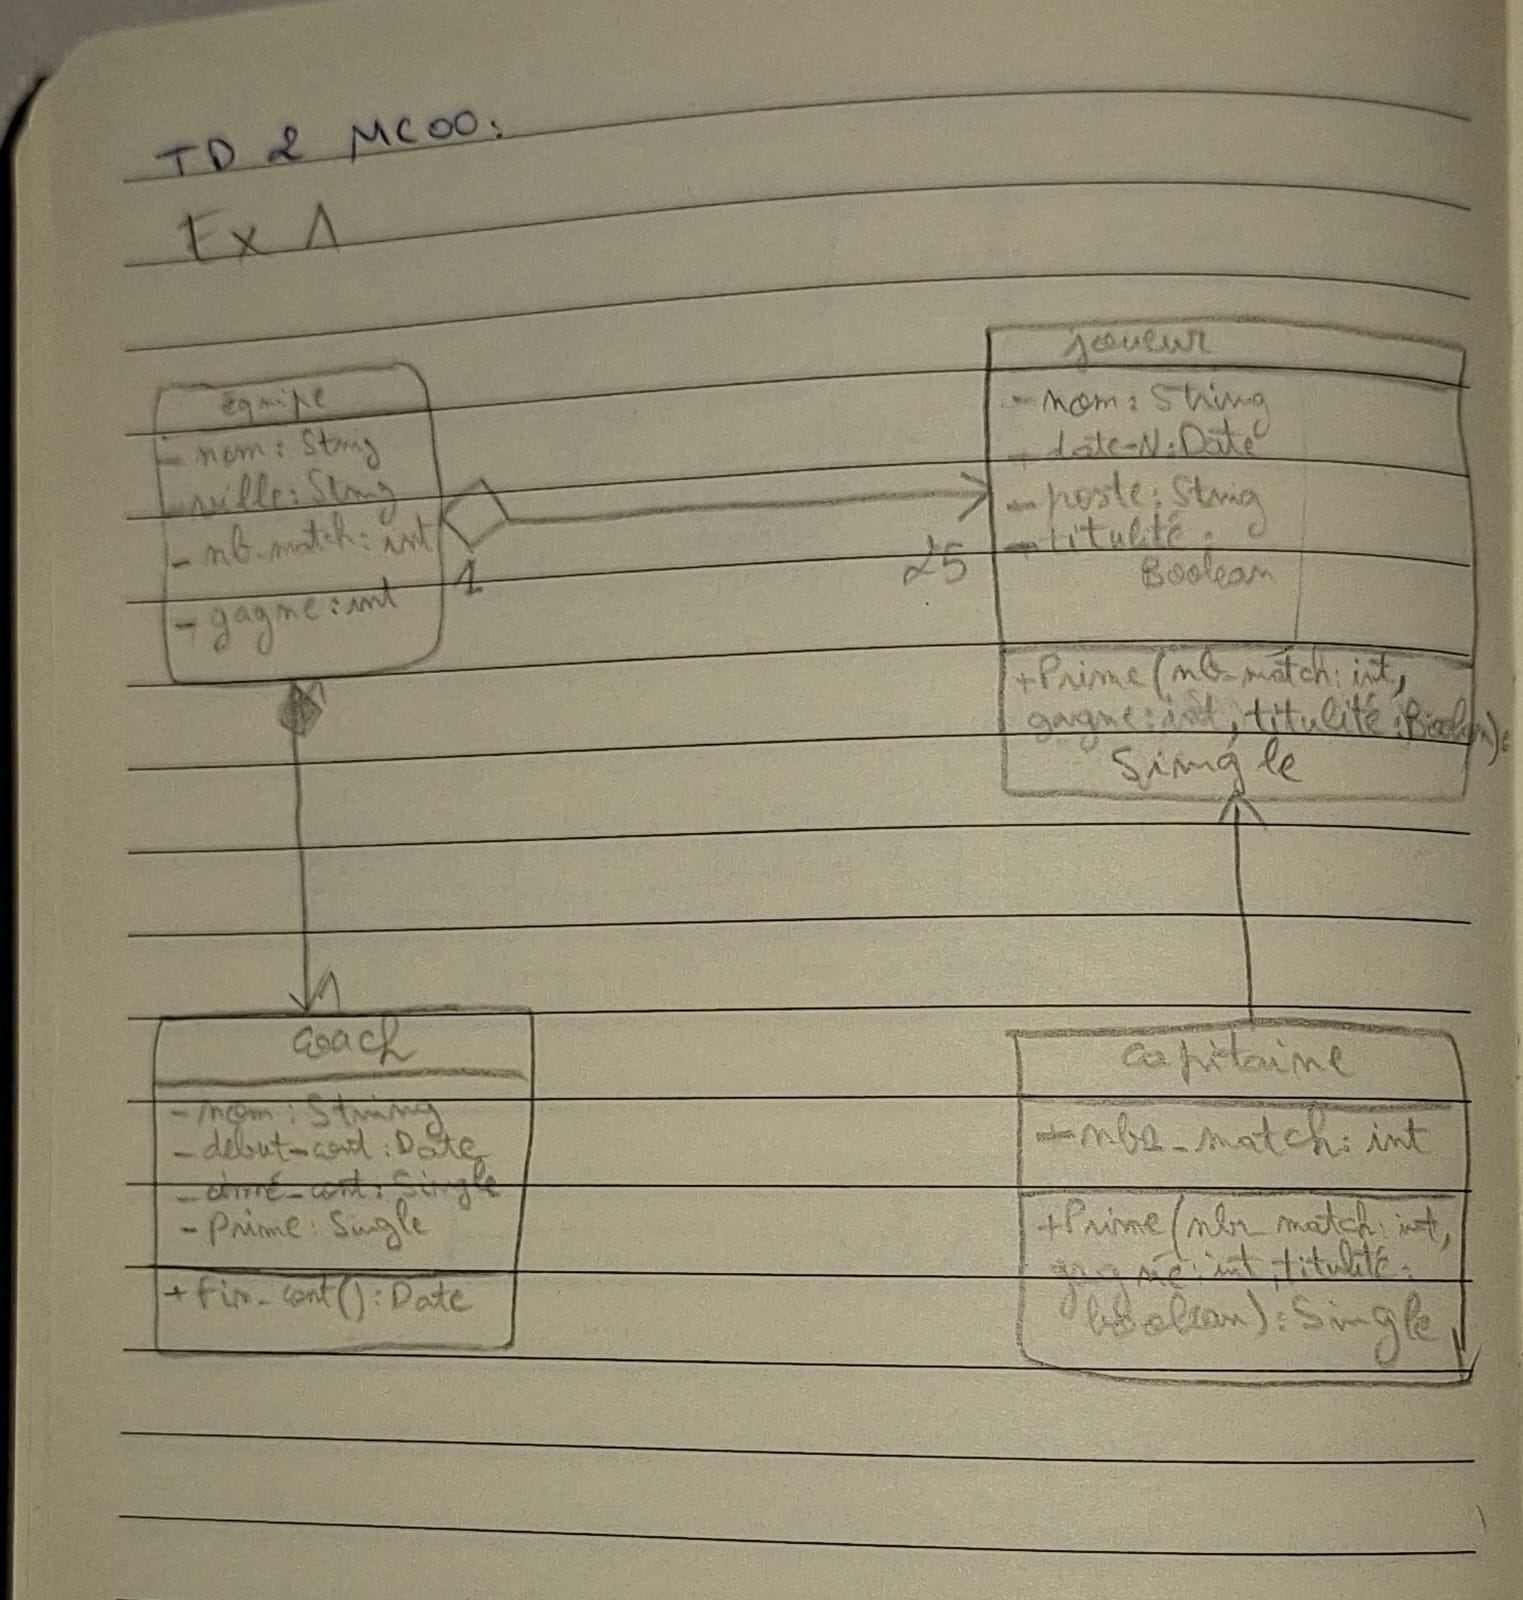 TD 2 MCOO:
Ex 1
équipe
- nom: String
- ville: String
- nb-match: int
- gagne: int
1
25
joueur
- nom: String
- date-N: Date
- poste: String
- titulité:
Boolean
+Prime(nb-match: int,
gagne: int, titulité: Boolean):
Single
1
1
coach
- nom: String
- debut-cont: Date
- cont: Single
- Prime: Single
+ fin-cont(): Date
capitaine
- nbr-match: int
+Prime(nbr-match: int,
gagné: int, titulité:
boolean): Single